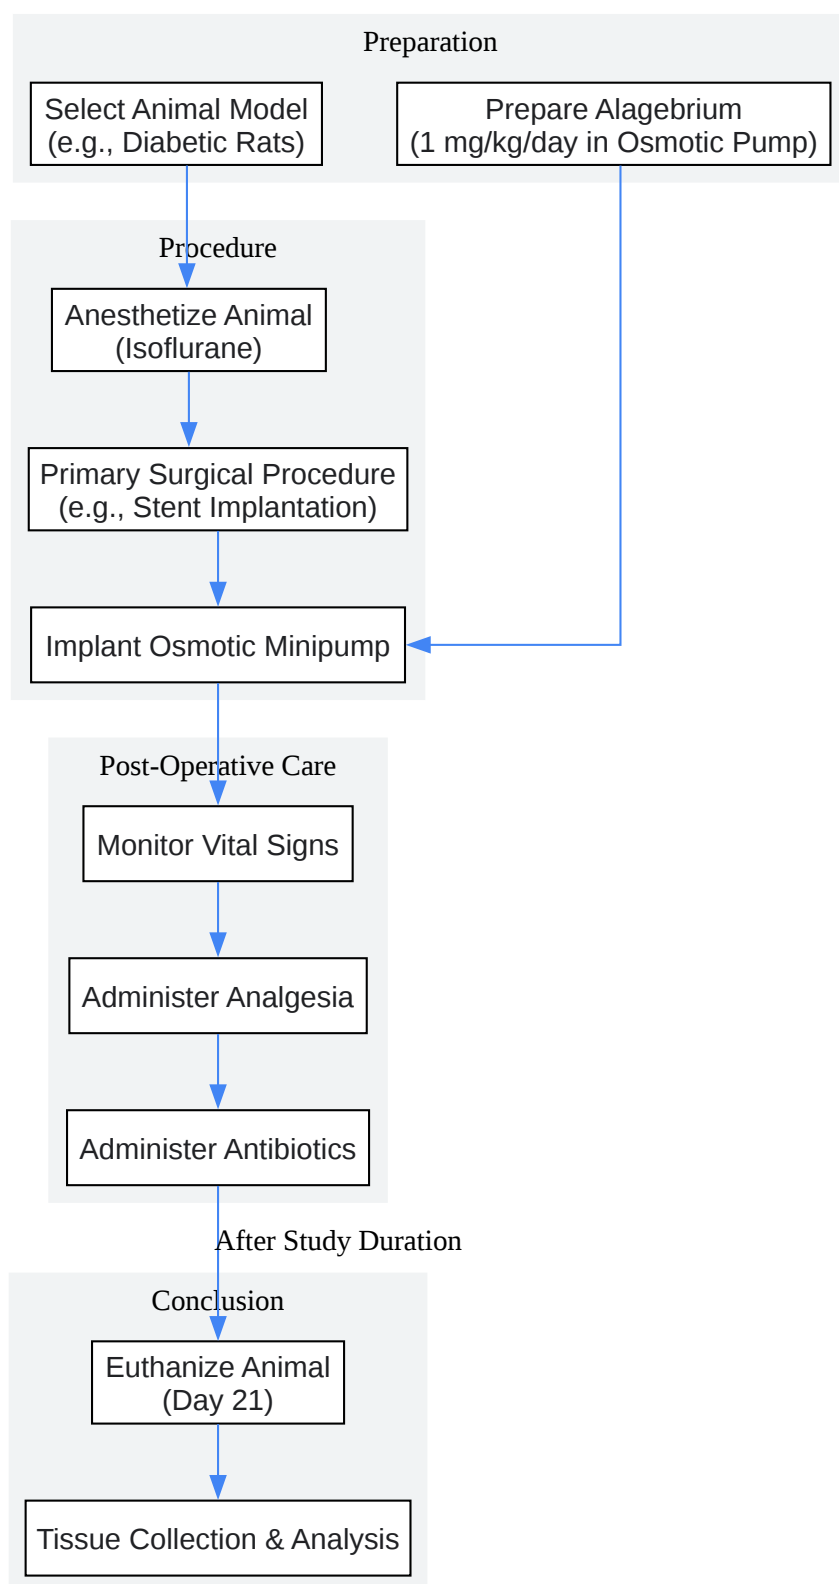 Preparation
Select Animal Model
(e.g., Diabetic Rats)
Prepare Alagebrium
(1 mg/kg/day in Osmotic Pump)
Procedure
Anesthetize Animal
(Isoflurane)
Primary Surgical Procedure
(e.g., Stent Implantation)
Implant Osmotic Minipump
Post-Operative Care
Monitor Vital Signs
Administer Analgesia
Administer Antibiotics
After Study Duration
Conclusion
Euthanize Animal
(Day 21)
Tissue Collection & Analysis